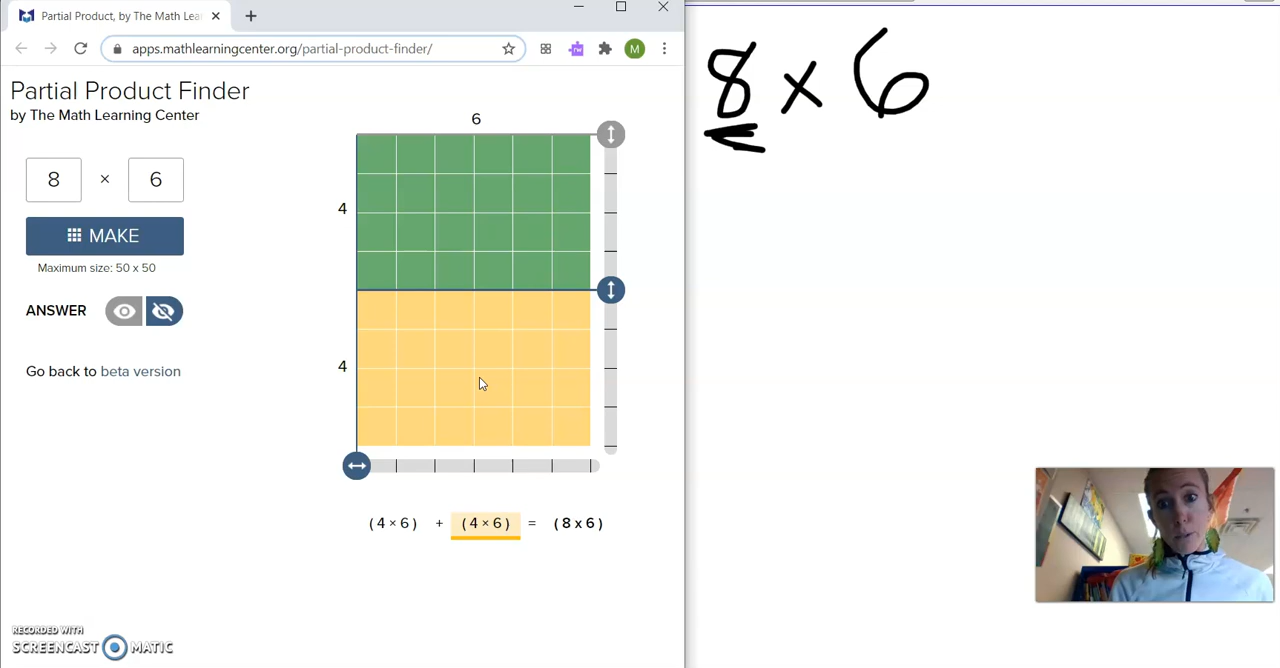 Partial Product, by The Math Lea
apps.mathlearningcenter.org/partial-product-finder/
M
Partial Product Finder
by The Math Learning Center
8 × 6
MAKE
Maximum size: 50 x 50
ANSWER
Go back to beta version
6
4
4
(4 × 6) + (4 × 6) = (8 x 6)
8 × 6
RECORDED WITH
SCREENCAST MATIC